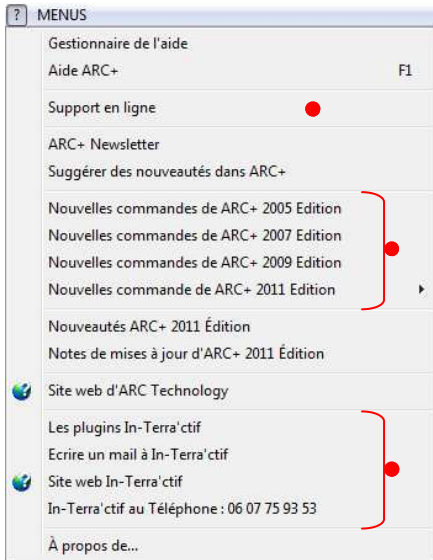 ? MENUS
Gestionnaire de l'aide
Aide ARC+ F1
Support en ligne
ARC+ Newsletter
Suggérer des nouveautés dans ARC+
Nouvelles commandes de ARC+ 2005 Edition
Nouvelles commandes de ARC+ 2007 Edition
Nouvelles commandes de ARC+ 2009 Edition
Nouvelles commande de ARC+ 2011 Edition
Nouveautés ARC+ 2011 Édition
Notes de mises à jour d'ARC+ 2011 Édition
Site web d'ARC Technology
Les plugins In-Terra'ctif
Ecrire un mail à In-Terra'ctif
Site web In-Terra'ctif
In-Terra'ctif au Téléphone : 06 07 75 93 53
À propos de...